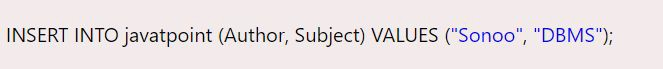 INSERT INTO javatpoint (Author, Subject) VALUES ("Sonoo", "DBMS");